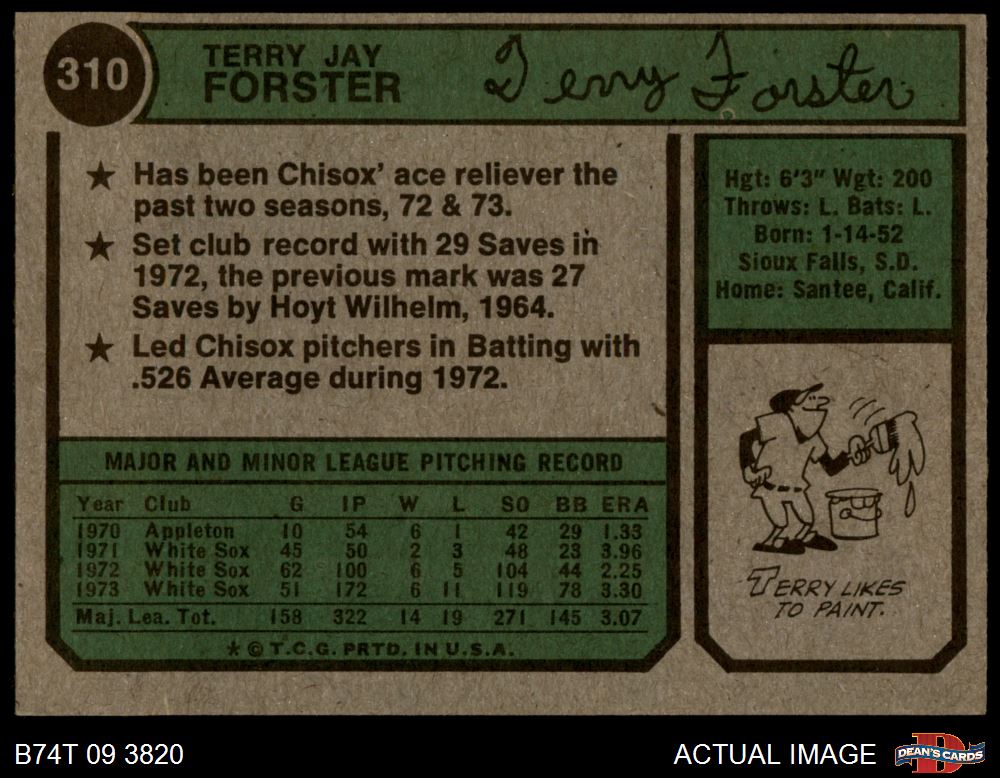 310
TERRY JAY
FORSTER
Terry Forster
★ Has been Chisox' ace reliever the
past two seasons, 72 & 73.
★ Set club record with 29 Saves in
1972, the previous mark was 27
Saves by Hoyt Wilhelm, 1964.
★ Led Chisox pitchers in Batting with
.526 Average during 1972.
Hgt: 6'3" Wgt: 200
Throws: L. Bats: L.
Born: 1-14-52
Sioux Falls, S.D.
Home: Santee, Calif.
MAJOR AND MINOR LEAGUE PITCHING RECORD
Year Club G IP W L SO BB ERA
1970 Appleton 10 54 6 1 42 29 1.33
1971 White Sox 45 50 2 3 48 23 3.96
1972 White Sox 62 100 6 5 104 44 2.25
1973 White Sox 51 172 6 11 119 78 3.30
Maj. Lea. Tot. 158 322 14 19 271 145 3.07
★ © T.C.G. PRTD. IN U.S.A.
TERRY LIKES
TO PAINT.
B74T 09 3820
ACTUAL IMAGE
DEAN'S CARDS